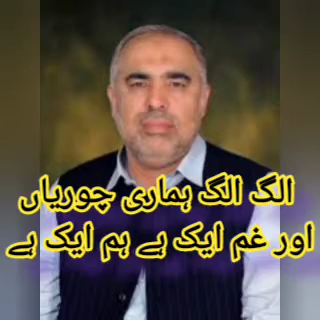 الگ الگ ہماری چوریاں
اور غم ایک ہے ہم ایک ہے